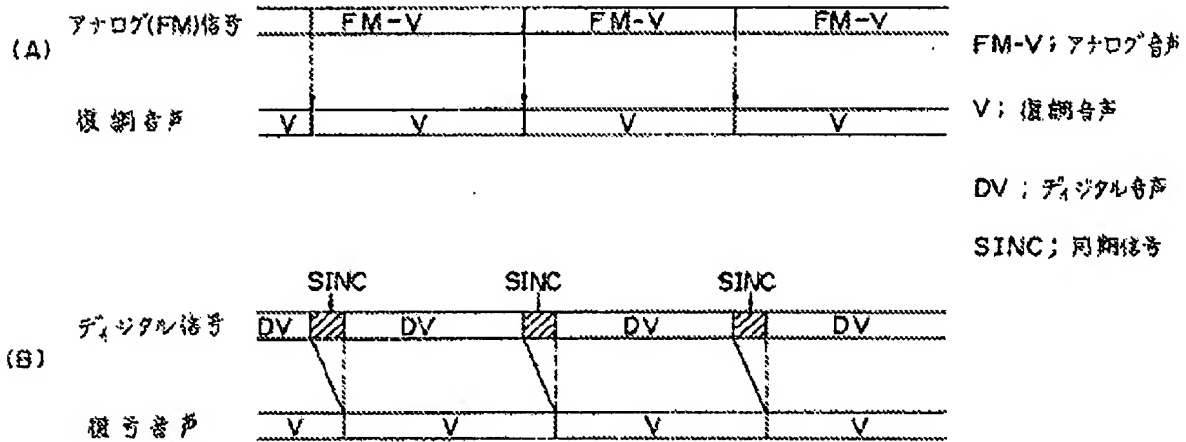 (A)
アナログ(FM)信号
FM-V FM-V FM-V
復調音声
V V V V
FM-V; アナログ音声
V; 復調音声
DV; ディジタル音声
SINC; 同期信号
(B)
SINC SINC SINC
ディジタル信号
DV DV DV DV
復号音声
V V V V